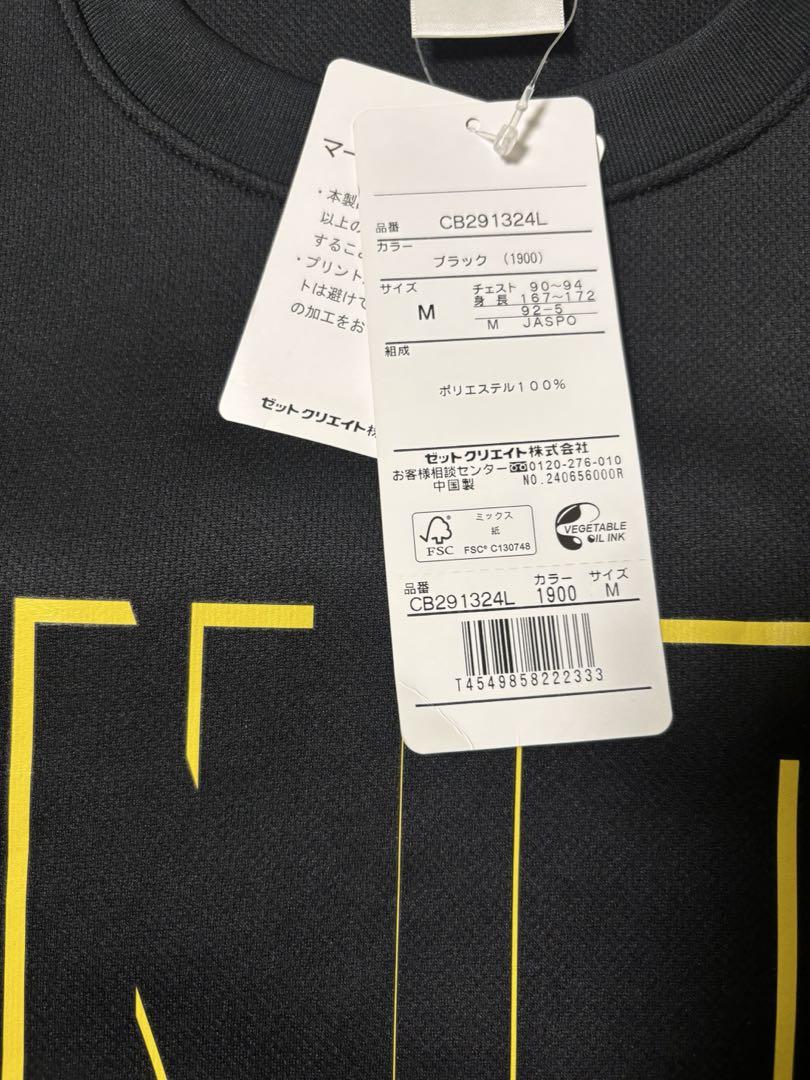 マー
・本製
以上の
するこ
・プリント
トは避けて
の加工をお
ゼットクリエイト株
品番 CB291324L
カラー
ブラック (1900)
サイズ チェスト 90~94
身長 167~172
M 92-5
M JASPO
組成
ポリエステル100%
ゼットクリエイト株式会社
お客様相談センター 0120-276-010
中国製 NO.240656000R
ミックス
紙
FSC FSC® C130748
VEGETABLE
OIL INK
品番 カラー サイズ
CB291324L 1900 M
T4549858222333